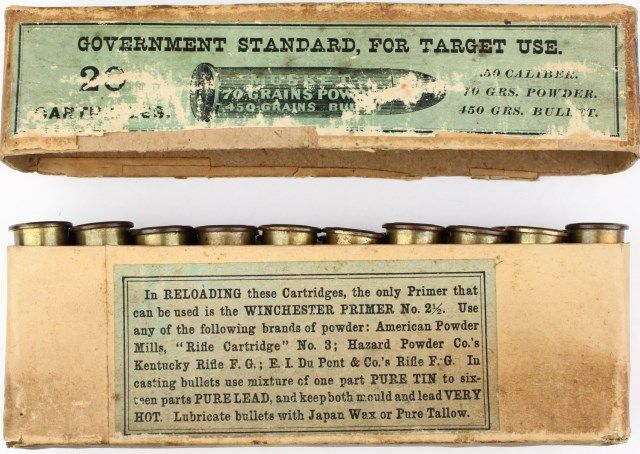 GOVERNMENT STANDARD, FOR TARGET USE.
20
MUSKET
70 GRAINS
450 GRAINS
.50 CALIBER.
70 GRS. POWDER.
450 GRS. BULLET.
In RELOADING these Cartridges, the only Primer that
can be used is the WINCHESTER PRIMER No. 2½. Use
any of the following brands of powder: American Powder
Mills, "Rifle Cartridge" No. 3; Hazard Powder Co.'s
Kentucky Rifle F. G.; E. I. Du Pont & Co.'s Rifle F. G. In
casting bullets use mixture of one part PURE TIN to six-
teen parts PURE LEAD, and keep both mould and lead VERY
HOT. Lubricate bullets with Japan Wax or Pure Tallow.